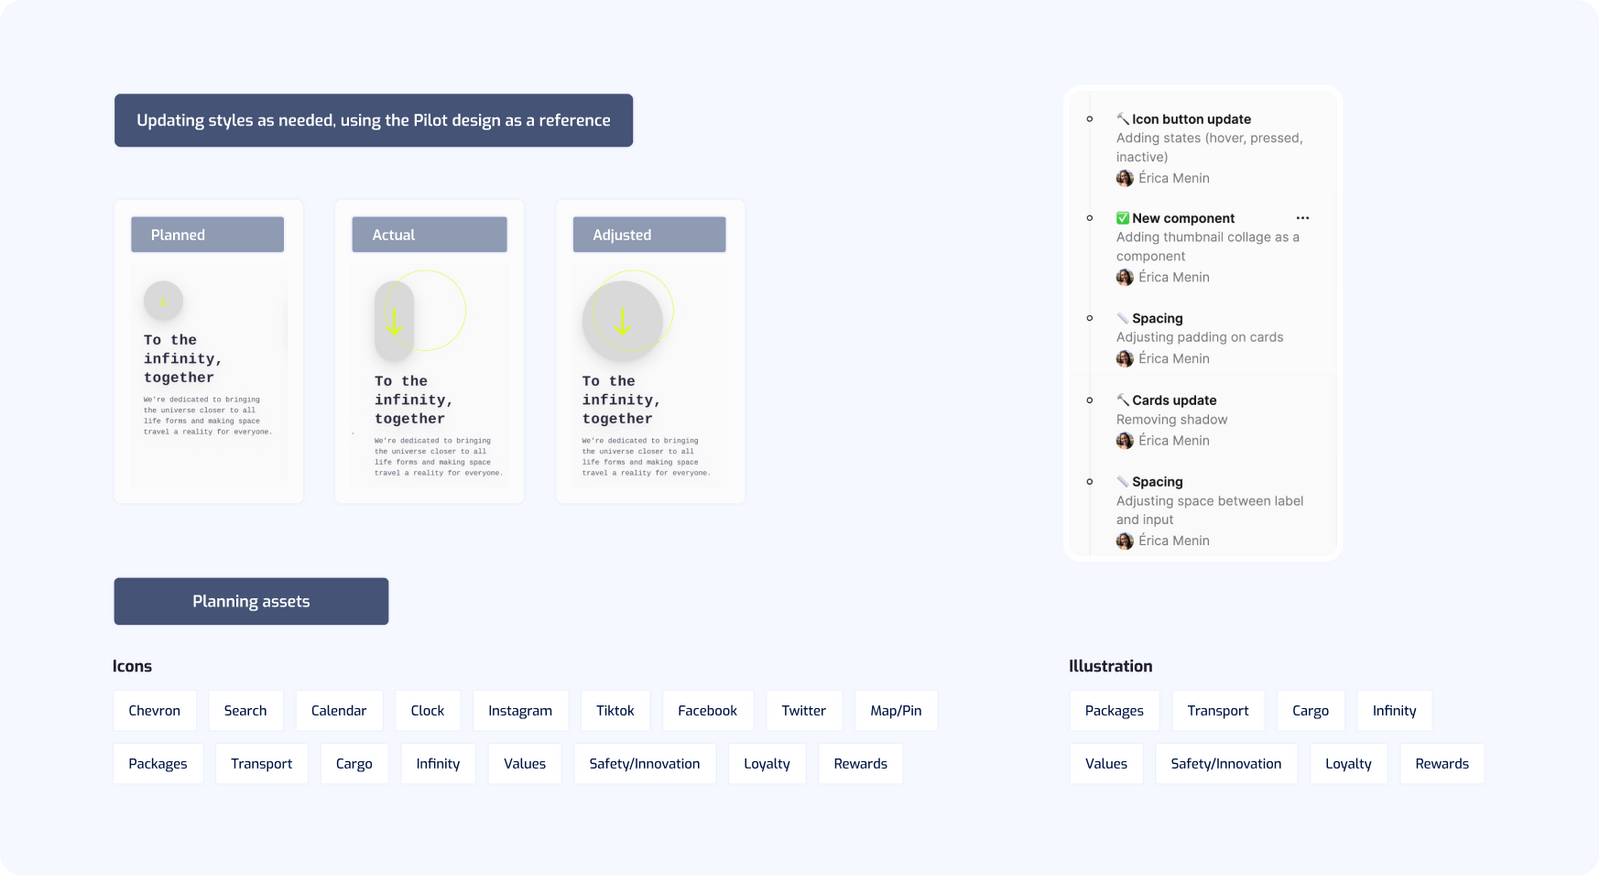 Updating styles as needed, using the Pilot design as a reference
Planned
To the
infinity,
together
We're dedicated to bringing
the universe closer to all
life forms and making space
travel a reality for everyone.
Actual
To the
infinity,
together
We're dedicated to bringing
the universe closer to all
life forms and making space
travel a reality for everyone.
Adjusted
To the
infinity,
together
We're dedicated to bringing
the universe closer to all
life forms and making space
travel a reality for everyone.
🔨 Icon button update
Adding states (hover, pressed,
inactive)
Érica Menin
✅ New component
Adding thumbnail collage as a
component
Érica Menin
📏 Spacing
Adjusting padding on cards
Érica Menin
🔨 Cards update
Removing shadow
Érica Menin
📏 Spacing
Adjusting space between label
and input
Érica Menin
Planning assets
Icons
Chevron Search Calendar Clock Instagram Tiktok Facebook Twitter Map/Pin
Packages Transport Cargo Infinity Values Safety/Innovation Loyalty Rewards
Illustration
Packages Transport Cargo Infinity
Values Safety/Innovation Loyalty Rewards